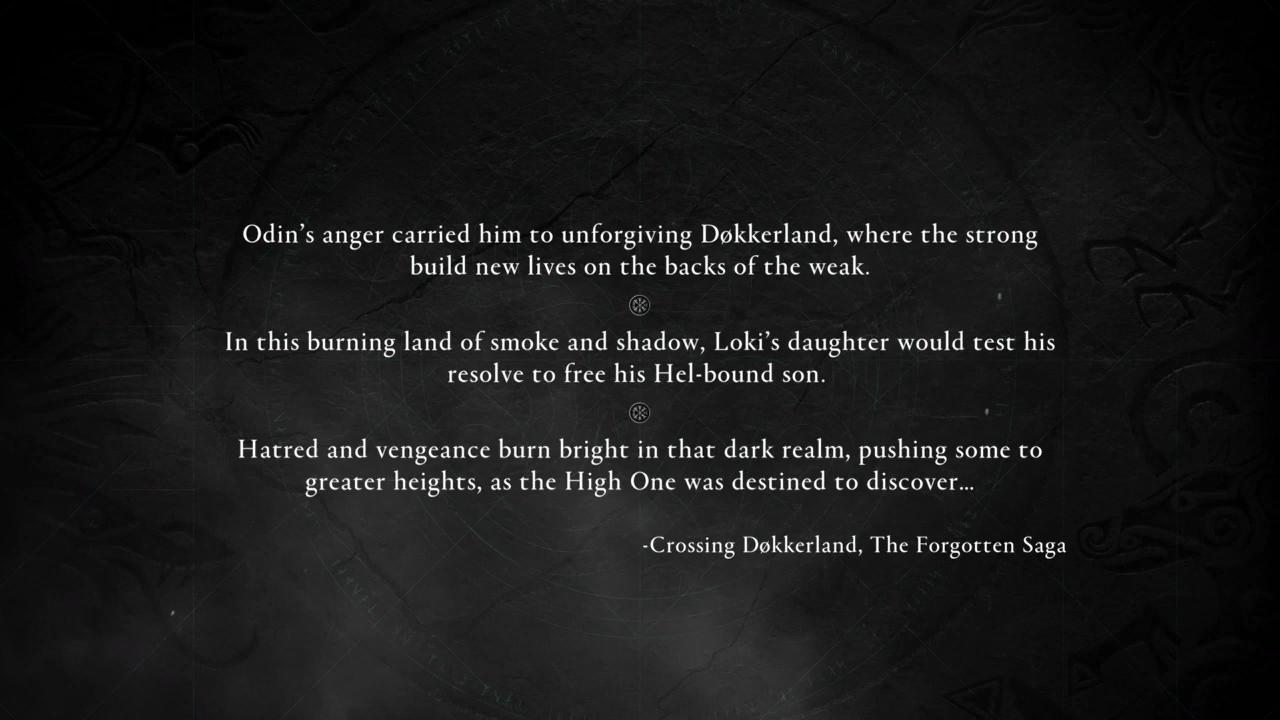 Odin's anger carried him to unforgiving Døkkerland, where the strong
build new lives on the backs of the weak.
In this burning land of smoke and shadow, Loki's daughter would test his
resolve to free his Hel-bound son.
Hatred and vengeance burn bright in that dark realm, pushing some to
greater heights, as the High One was destined to discover...
-Crossing Døkkerland, The Forgotten Saga